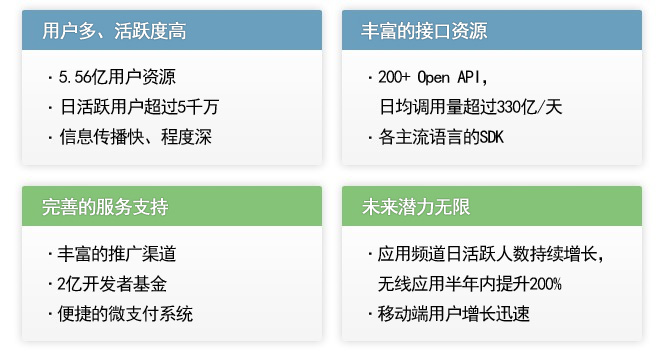 用户多、活跃度高
· 5.56亿用户资源
· 日活跃用户超过5千万
· 信息传播快、程度深
丰富的接口资源
· 200+ Open API，
日均调用量超过330亿/天
· 各主流语言的SDK
完善的服务支持
· 丰富的推广渠道
· 2亿开发者基金
· 便捷的微支付系统
未来潜力无限
· 应用频道日活跃人数持续增长，
无线应用半年内提升200%
· 移动端用户增长迅速